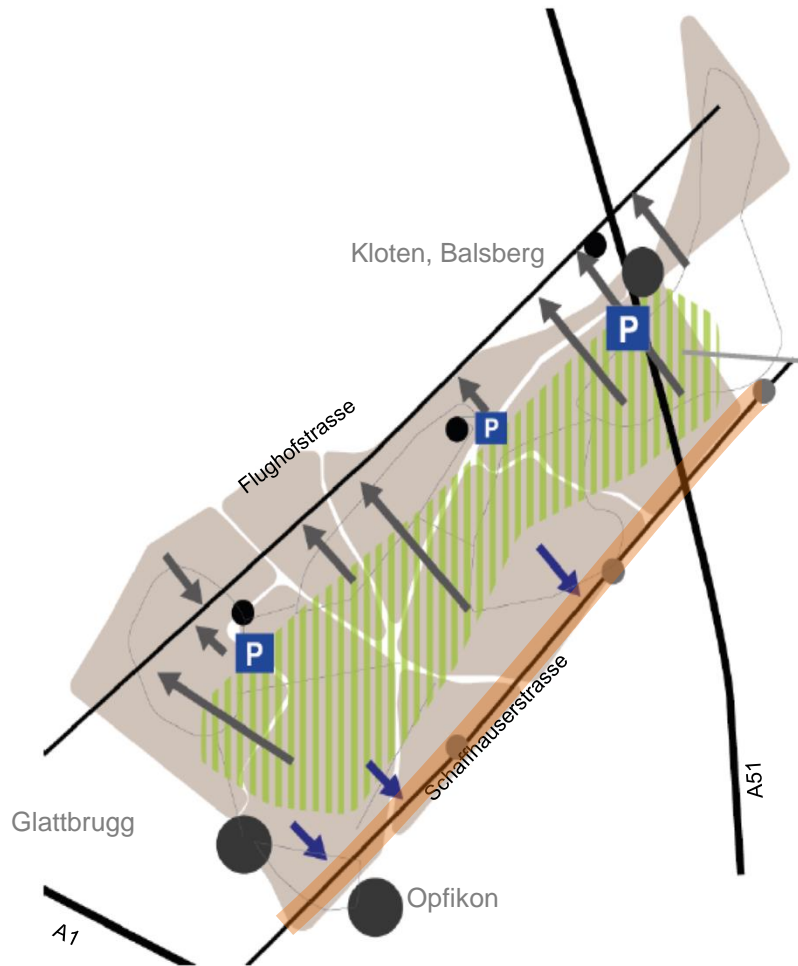 Kloten, Balsberg
P
Flughofstrasse
P
P
Schaffhauserstrasse
A51
Glattbrugg
Opfikon
A1